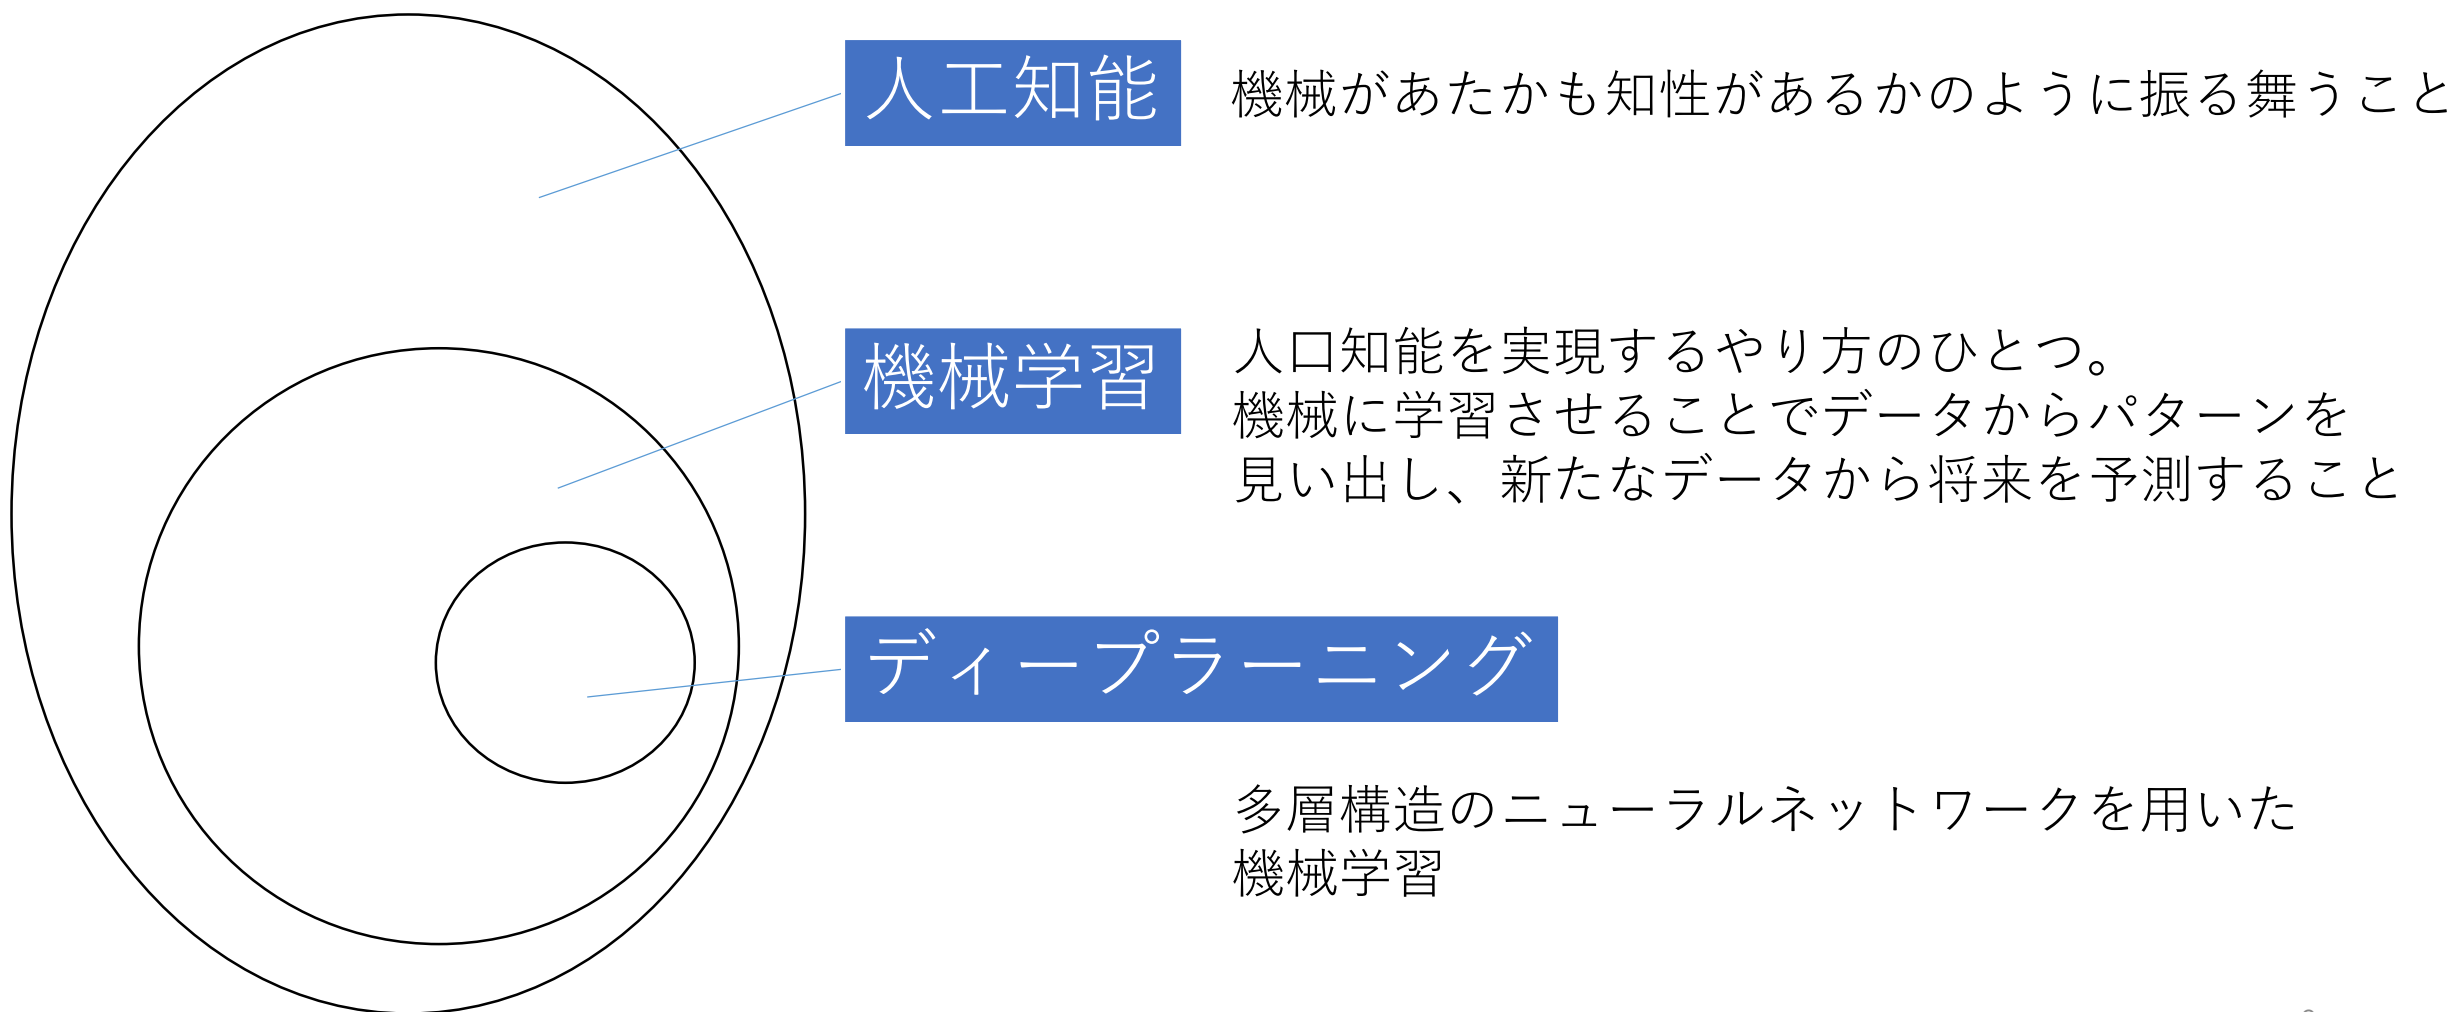 人工知能
機械があたかも知性があるかのように振る舞うこと
機械学習
人口知能を実現するやり方のひとつ。
機械に学習させることでデータからパターンを
見い出し、新たなデータから将来を予測すること
ディープラーニング
多層構造のニューラルネットワークを用いた
機械学習